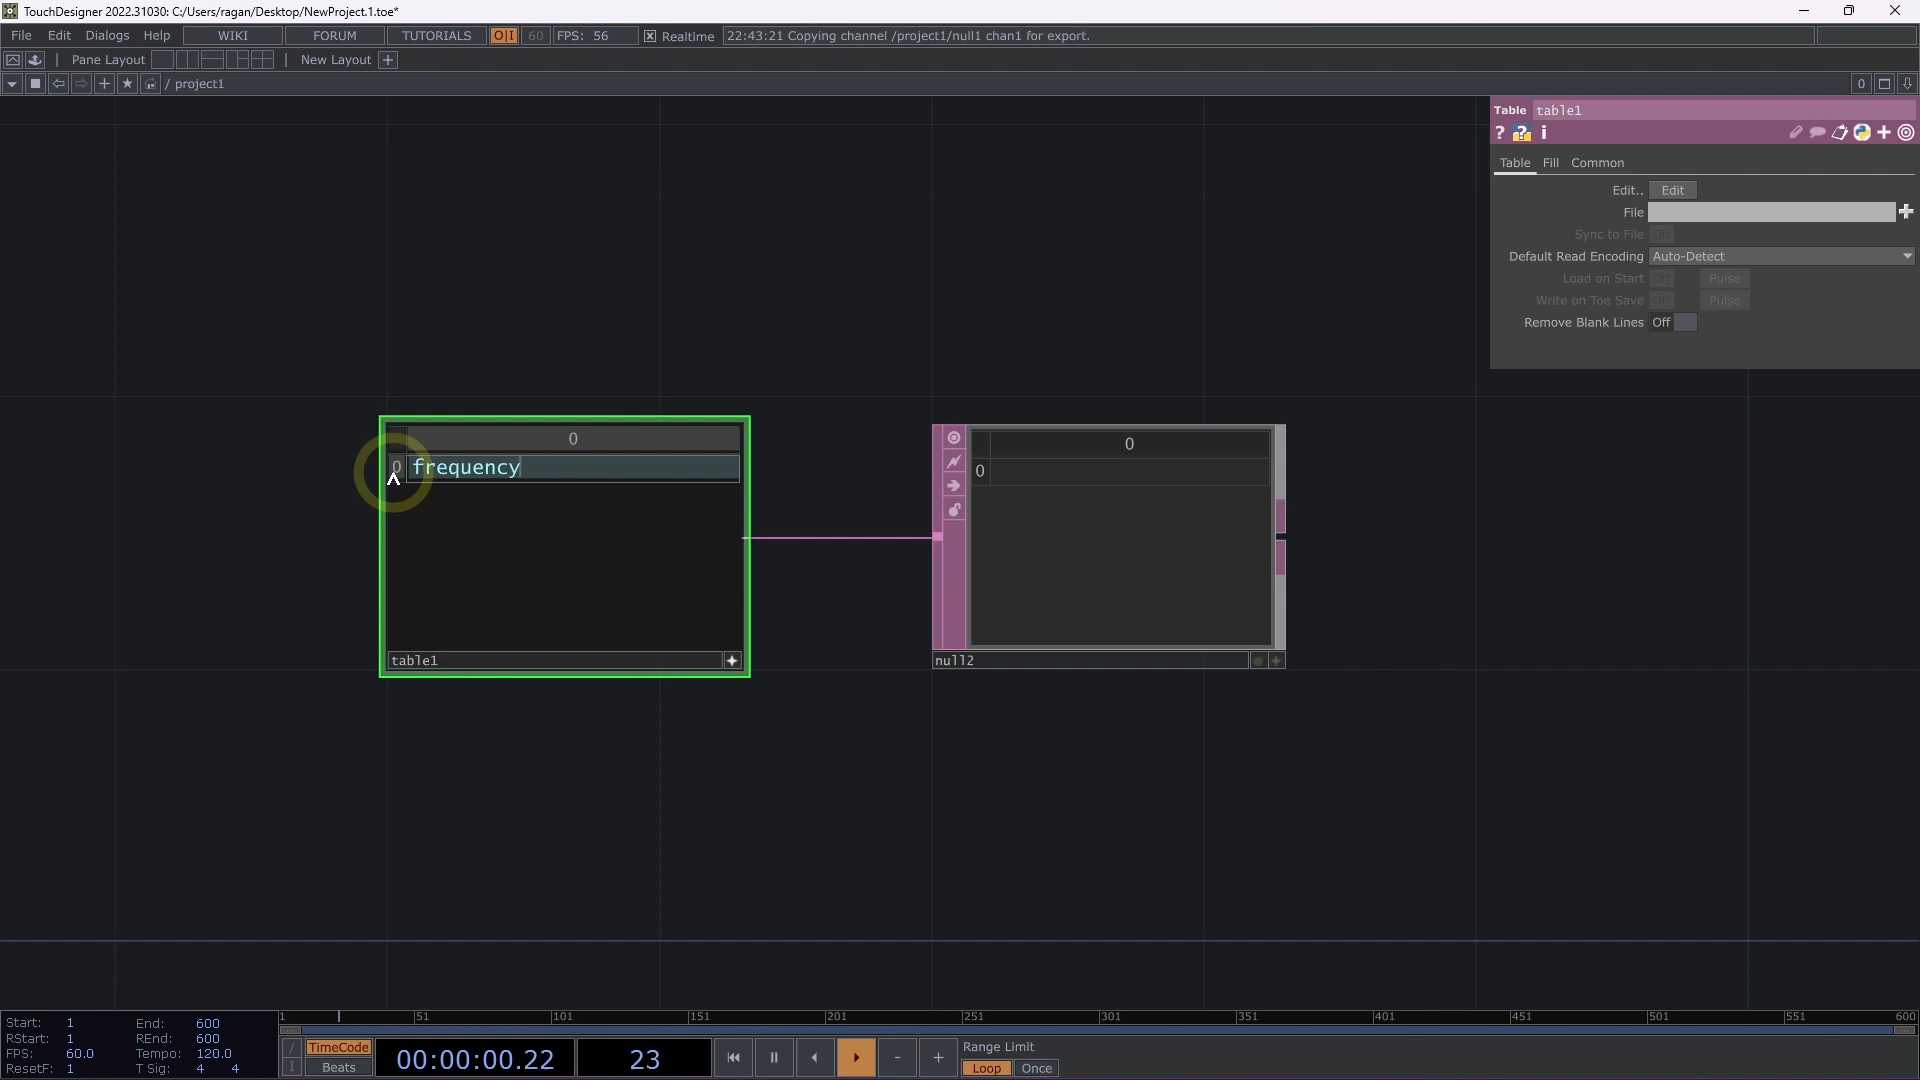 TouchDesigner 2022.31030: C:/Users/ragan/Desktop/NewProject.1.toe*
File Edit Dialogs Help WIKI FORUM TUTORIALS O|I 60 FPS: 56 Realtime 22:43:21 Copying channel /project1/null1 chan1 for export.
Pane Layout New Layout +
/ project1 0
Table table1
? ? i
Table Fill Common
Edit.. Edit
File
Sync to File Off
Default Read Encoding Auto-Detect
Load on Start Off Pulse
Write on Toe Save Off Pulse
Remove Blank Lines Off
0
0 frequency
table1
0
0
null2
Start: 1 End: 600
RStart: 1 REnd: 600
FPS: 60.0 Tempo: 120.0
ResetF: 1 T Sig: 4 4
1 51 101 151 201 251 301 351 401 451 501 551 600
TimeCode
Beats
00:00:00.22 23
- +
Range Limit
Loop Once